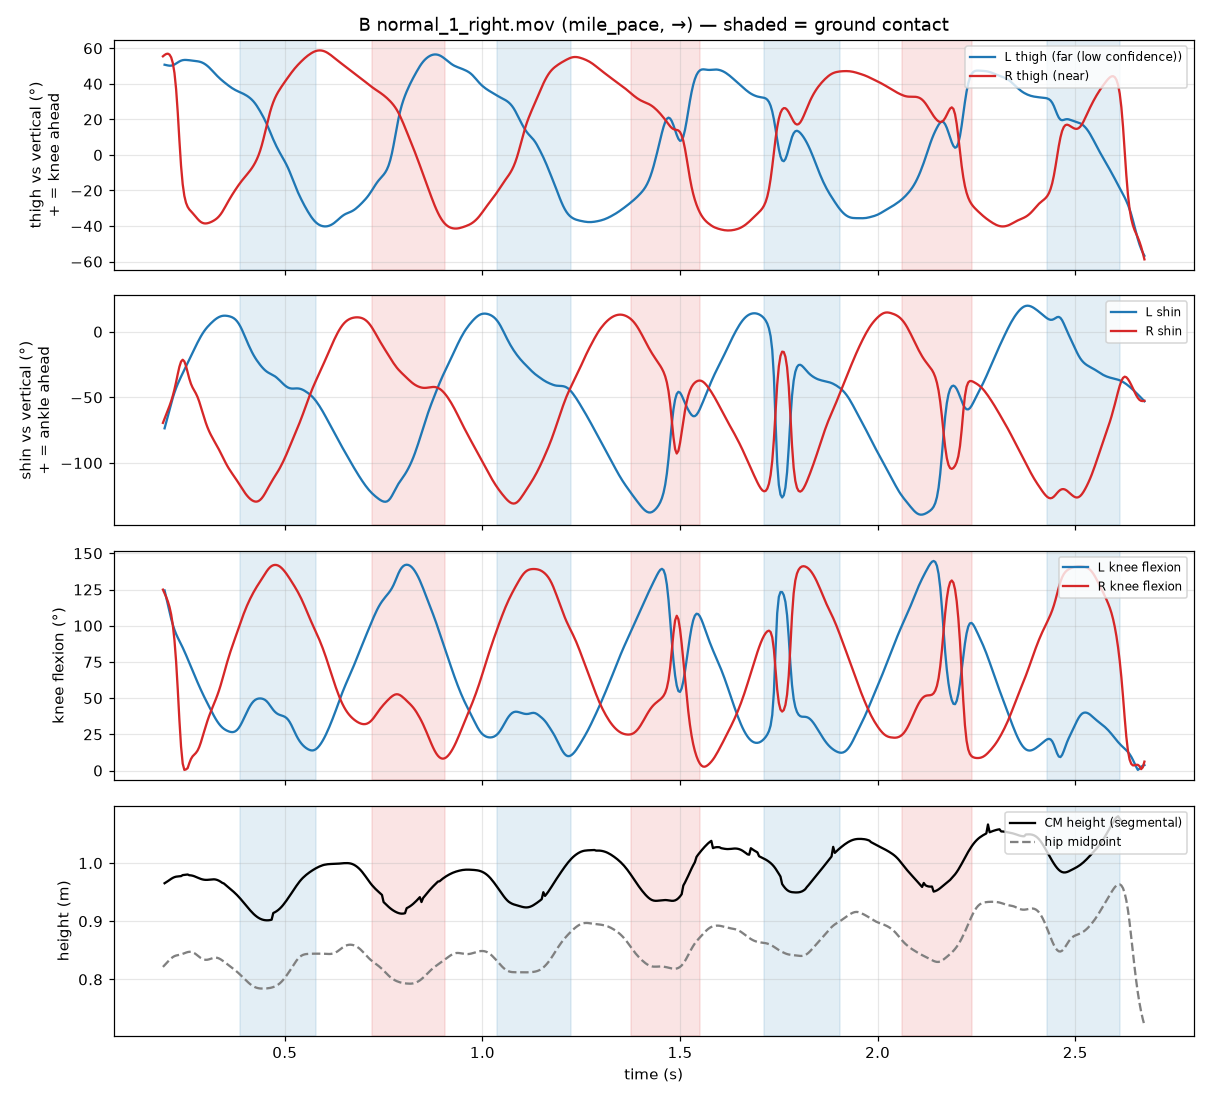 B normal_1_right.mov (mile_pace, →) — shaded = ground contact
thigh vs vertical (°)
+ = knee ahead
60
40
20
0
−20
−40
−60
L thigh (far (low confidence))
R thigh (near)
shin vs vertical (°)
+ = ankle ahead
0
−50
−100
L shin
R shin
knee flexion (°)
150
125
100
75
50
25
0
L knee flexion
R knee flexion
height (m)
1.0
0.9
0.8
CM height (segmental)
hip midpoint
0.5 1.0 1.5 2.0 2.5
time (s)